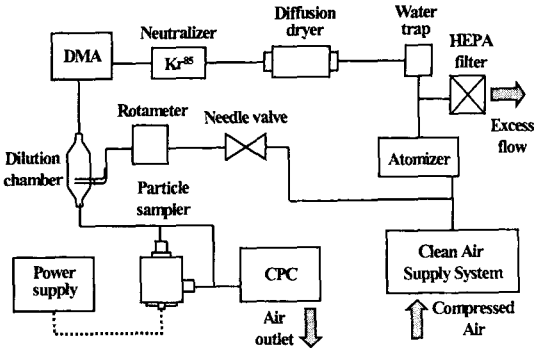 Diffusion
dryer
Water
trap
Neutralizer
HEPA
filter
DMA
Kr85
Excess
flow
Rotameter
Needle valve
Atomizer
Dilution
chamber
Particle
sampler
Power
supply
CPC
Clean Air
Supply System
Air
outlet
Compressed
Air